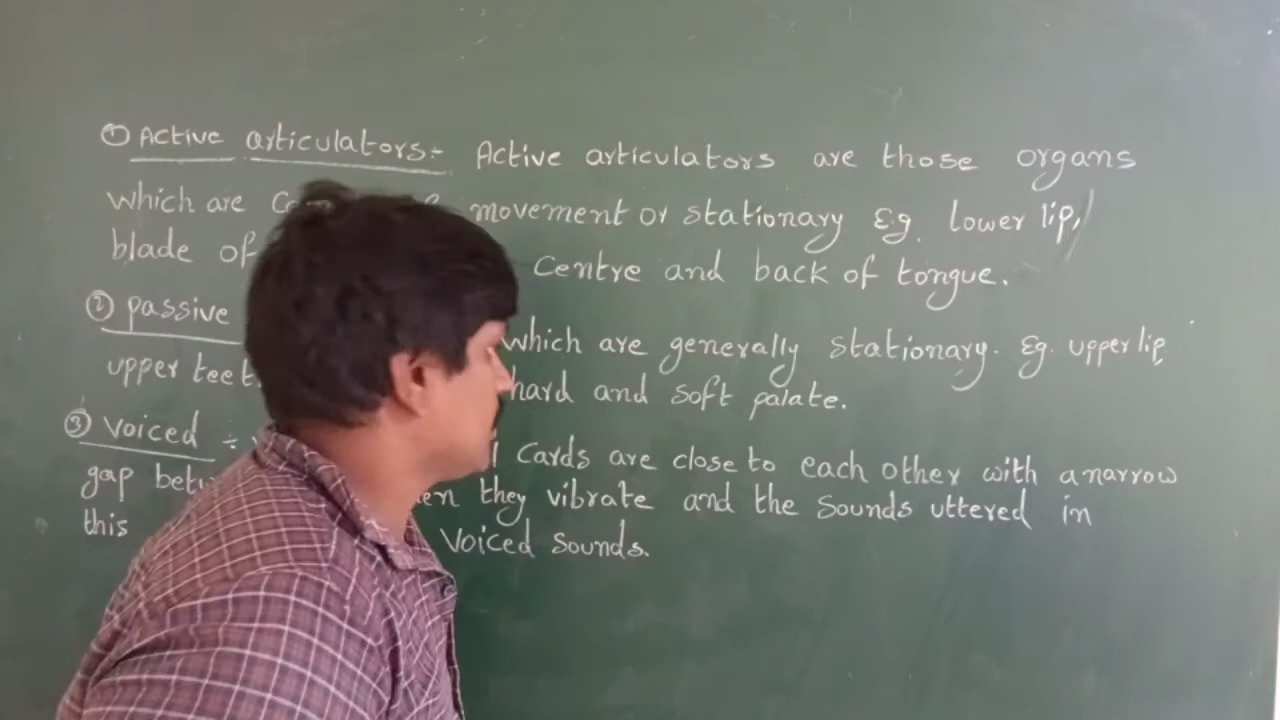 ① Active articulators:- Active articulators are those organs
which are movement or stationary Eg. lower lip,
blade of centre and back of tongue.
② passive which are generally stationary. Eg. upper lip,
upper teet hard and soft palate.
③ voiced ÷ cards are close to each other with a narrow
gap they vibrate and the sounds uttered in
this voiced sounds.